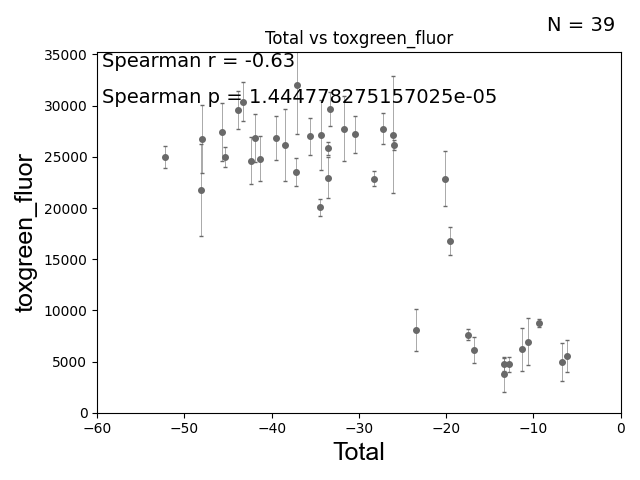 N = 39
Total vs toxgreen_fluor
Spearman r = -0.63
Spearman p = 1.444778275157025e-05
toxgreen_fluor
35000
30000
25000
20000
15000
10000
5000
0
−60
−50
−40
−30
−20
−10
0
Total